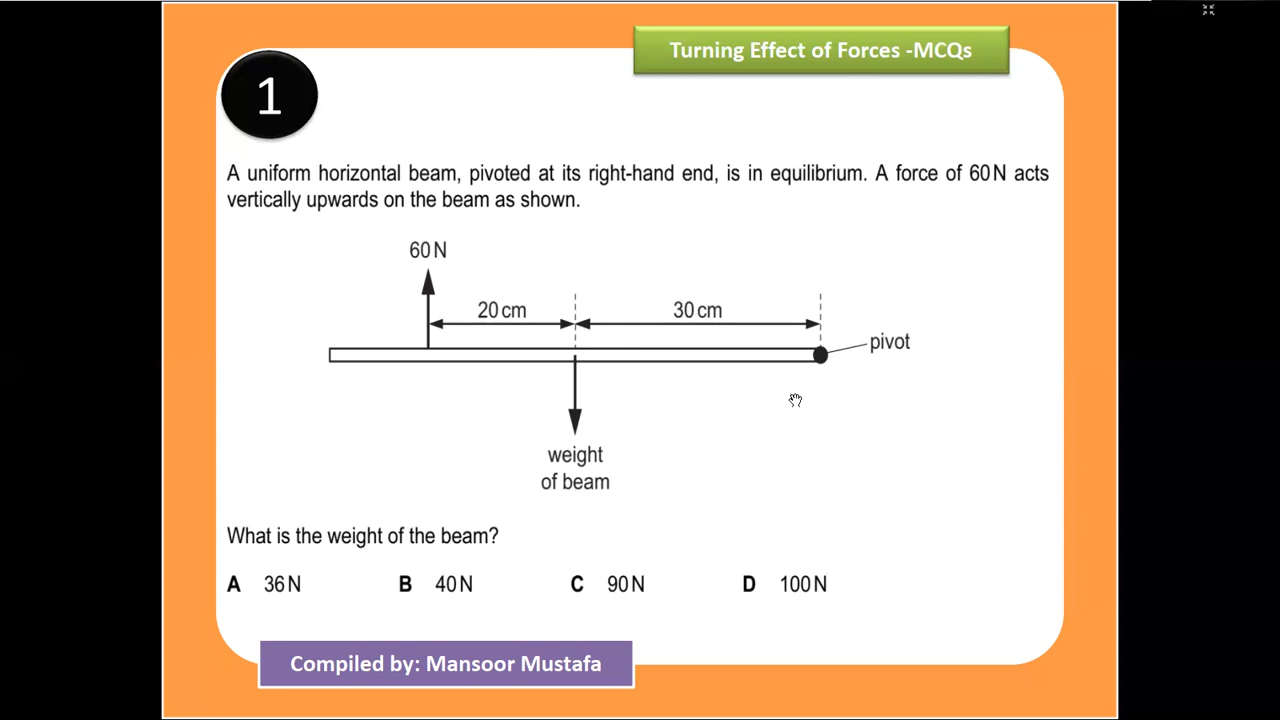 Turning Effect of Forces -MCQs
1
A uniform horizontal beam, pivoted at its right-hand end, is in equilibrium. A force of 60 N acts
vertically upwards on the beam as shown.
60 N
20 cm
30 cm
pivot
weight
of beam
What is the weight of the beam?
A 36 N B 40 N C 90 N D 100 N
Compiled by: Mansoor Mustafa